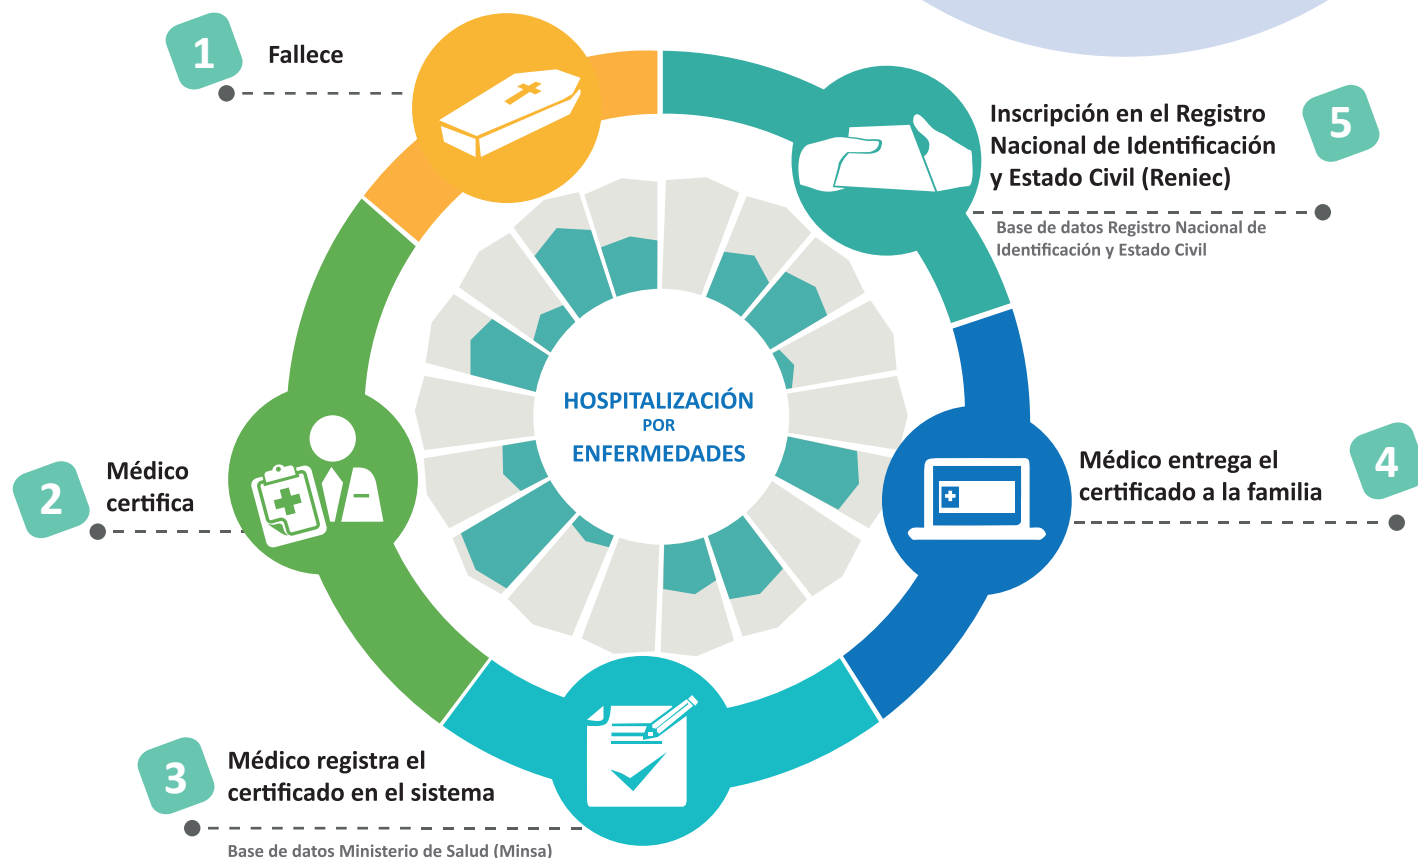 1
Fallece
5
Inscripción en el Registro
Nacional de Identificación
y Estado Civil (Reniec)
Base de datos Registro Nacional de
Identificación y Estado Civil
HOSPITALIZACIÓN
POR
ENFERMEDADES
2
Médico
certifica
4
Médico entrega el
certificado a la familia
3
Médico registra el
certificado en el sistema
Base de datos Ministerio de Salud (Minsa)